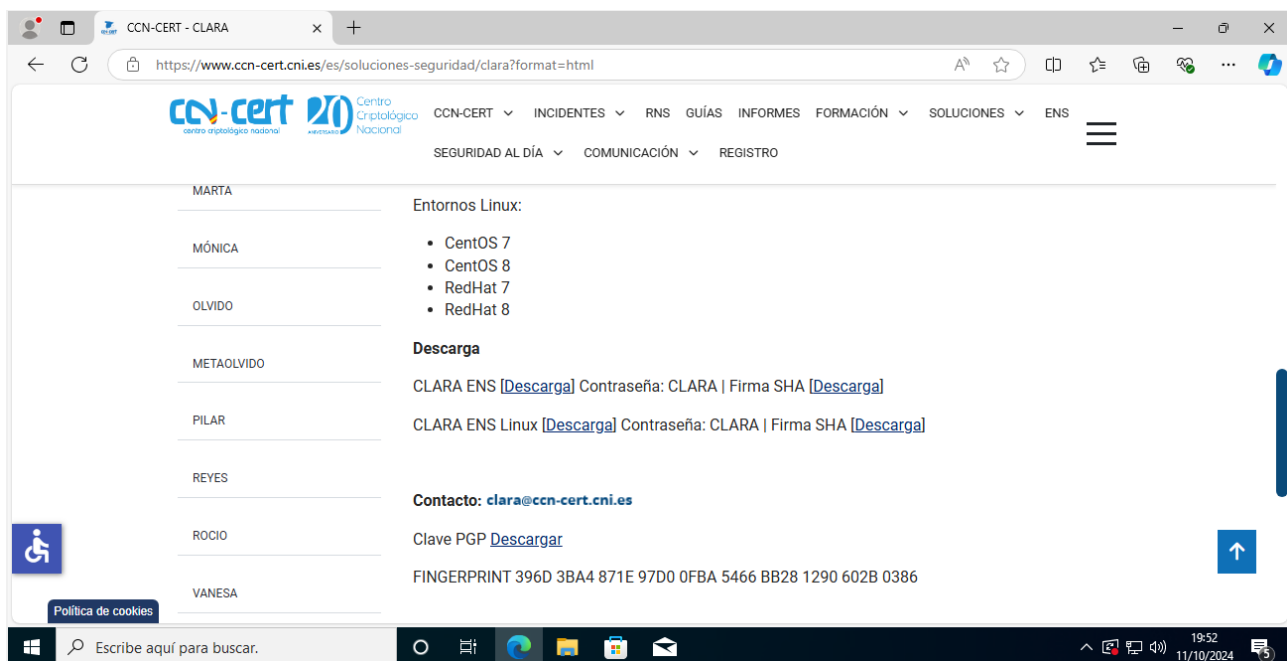 CCN-CERT - CLARA
https://www.ccn-cert.cni.es/es/soluciones-seguridad/clara?format=html
ccn-cert
centro criptológico nacional
20
ANIVERSARIO
Centro
Criptológico
Nacional
CCN-CERT INCIDENTES RNS GUÍAS INFORMES FORMACIÓN SOLUCIONES ENS
SEGURIDAD AL DÍA COMUNICACIÓN REGISTRO
MARTA
MÓNICA
OLVIDO
METAOLVIDO
PILAR
REYES
ROCIO
VANESA
Entornos Linux:
• CentOS 7
• CentOS 8
• RedHat 7
• RedHat 8
Descarga
CLARA ENS [Descarga] Contraseña: CLARA | Firma SHA [Descarga]
CLARA ENS Linux [Descarga] Contraseña: CLARA | Firma SHA [Descarga]
Contacto: clara@ccn-cert.cni.es
Clave PGP Descargar
FINGERPRINT 396D 3BA4 871E 97D0 0FBA 5466 BB28 1290 602B 0386
Política de cookies
Escribe aquí para buscar.
19:52
11/10/2024
5